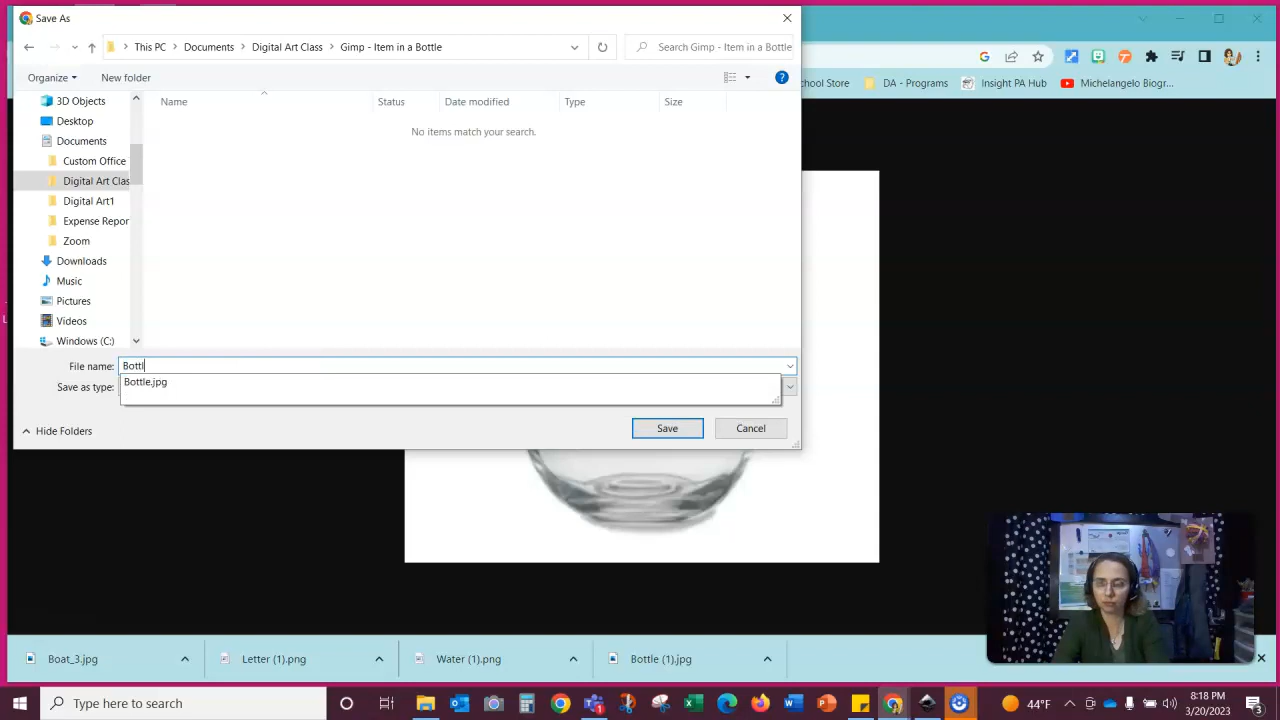 Save As
This PC > Documents > Digital Art Class > Gimp - Item in a Bottle
Search Gimp - Item in a Bottle
Organize
New folder
Name
Status
Date modified
Type
Size
No items match your search.
3D Objects
Desktop
Documents
Custom Office
Digital Art Clas
Digital Art1
Expense Repor
Zoom
Downloads
Music
Pictures
Videos
Windows (C:)
File name: Bottl
Bottle.jpg
Save as type:
Hide Folders
Save
Cancel
chool Store
DA - Programs
Insight PA Hub
Michelangelo Biogr...
Boat_3.jpg
Letter (1).png
Water (1).png
Bottle (1).jpg
Type here to search
44°F
8:18 PM
3/20/2023
3